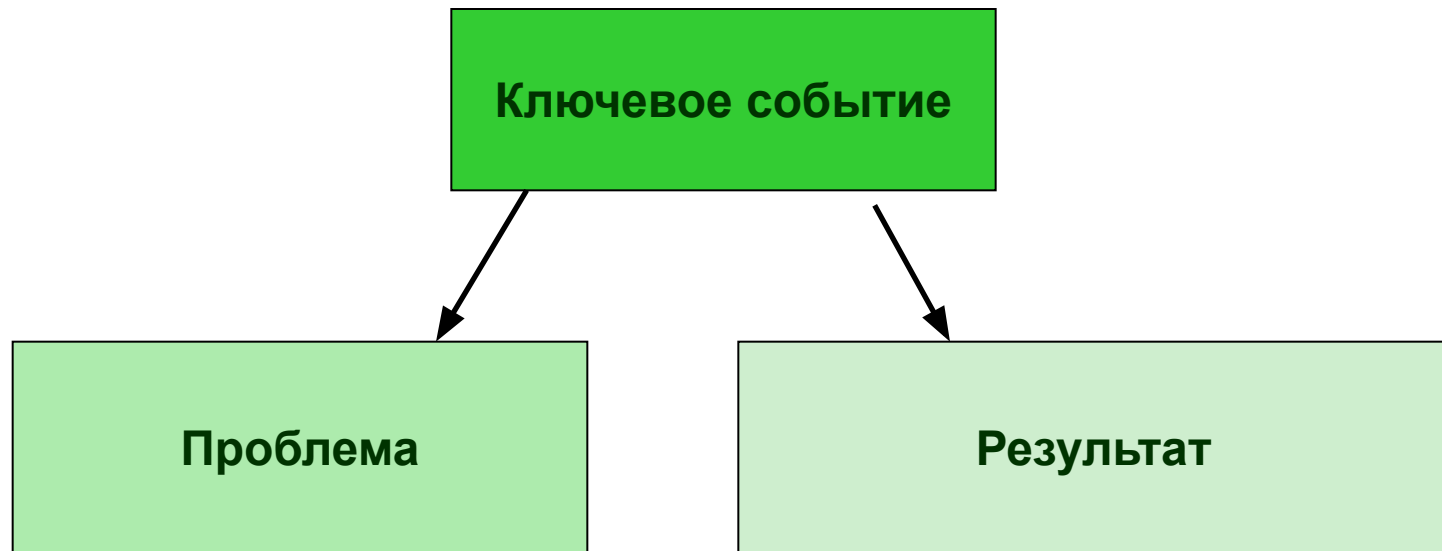 Ключевое событие
Проблема
Результат